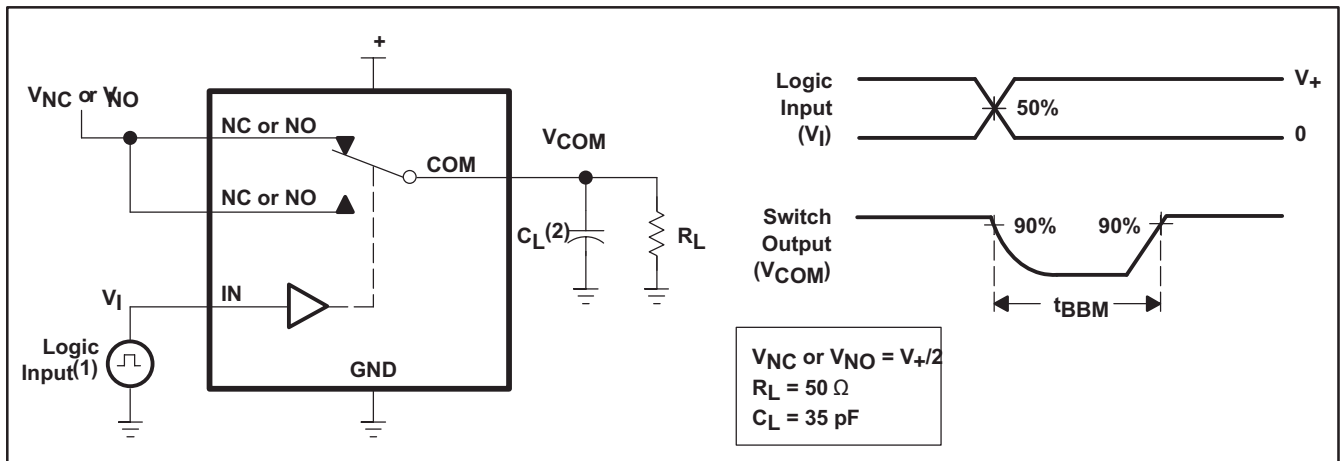 +
VNC or VNO
NC or NO
VCOM
COM
NC or NO
CL(2)
RL
VI
IN
Logic
Input(1)
GND
Logic
Input
(VI)
V+
50%
0
Switch
Output
(VCOM)
90%
90%
tBBM
VNC or VNO = V+/2
RL = 50 Ω
CL = 35 pF